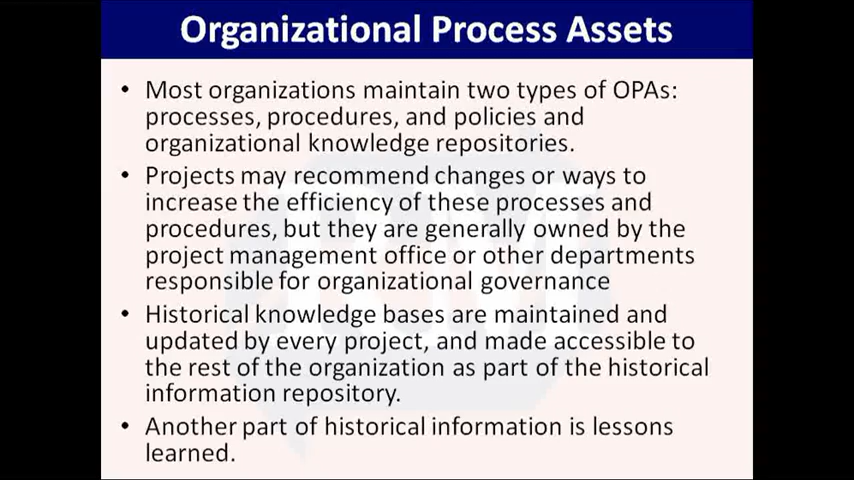 Organizational Process Assets
• Most organizations maintain two types of OPAs:
processes, procedures, and policies and
organizational knowledge repositories.
• Projects may recommend changes or ways to
increase the efficiency of these processes and
procedures, but they are generally owned by the
project management office or other departments
responsible for organizational governance
• Historical knowledge bases are maintained and
updated by every project, and made accessible to
the rest of the organization as part of the historical
information repository.
• Another part of historical information is lessons
learned.